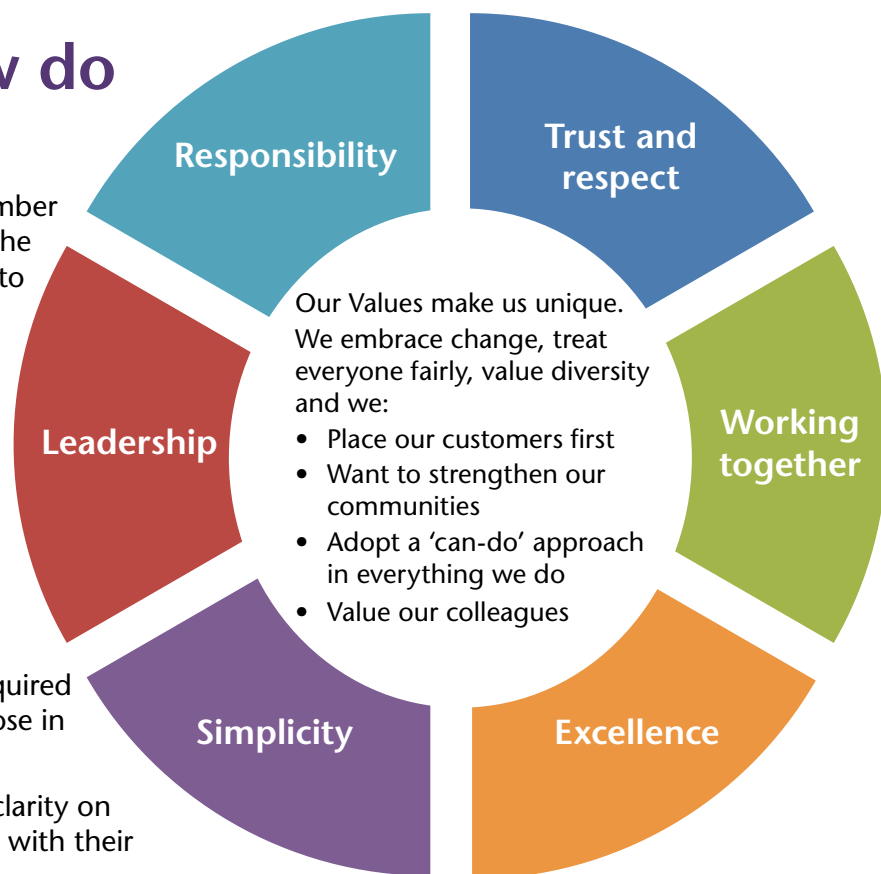 w do
mber
he
to
quired
ose in
clarity on
with their
Responsibility
Trust and
respect
Leadership
Working
together
Simplicity
Excellence
Our Values make us unique.
We embrace change, treat
everyone fairly, value diversity
and we:
• Place our customers first
• Want to strengthen our
communities
• Adopt a ‘can-do’ approach
in everything we do
• Value our colleagues